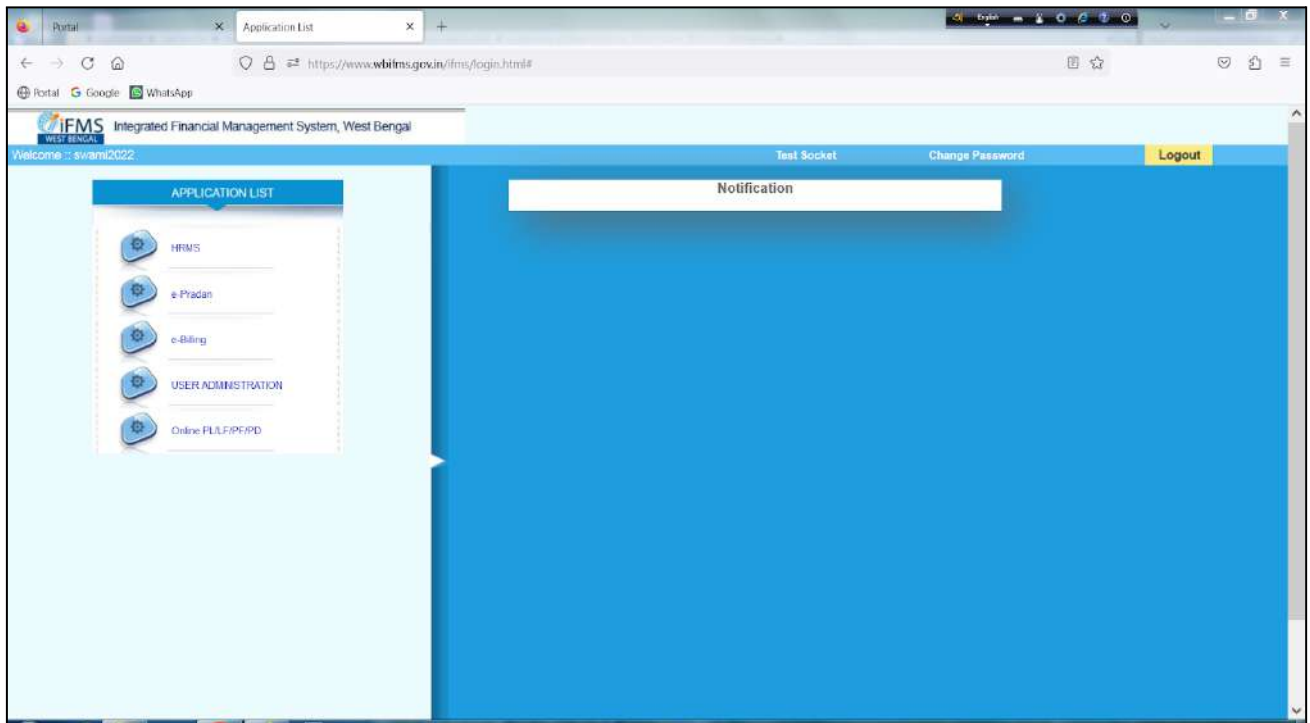 Portal
Application List
English
https://www.wbifms.gov.in/ifms/login.html#
Portal Google WhatsApp
iFMS
WEST BENGAL
Integrated Financial Management System, West Bengal
Welcome :: swami2022
Test Socket Change Password Logout
APPLICATION LIST
Notification
HRMS
e-Pradan
e-Billing
USER ADMINISTRATION
Online PL/LF/PF/PD